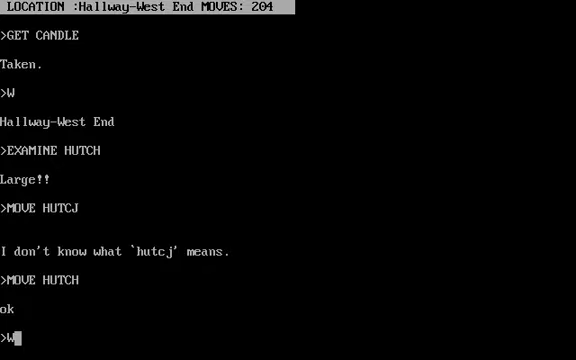 LOCATION :Hallway-West End MOVES: 204
>GET CANDLE
Taken.
>W
Hallway-West End
>EXAMINE HUTCH
Large!!
>MOVE HUTCJ
I don't know what `hutcj' means.
>MOVE HUTCH
ok
>W